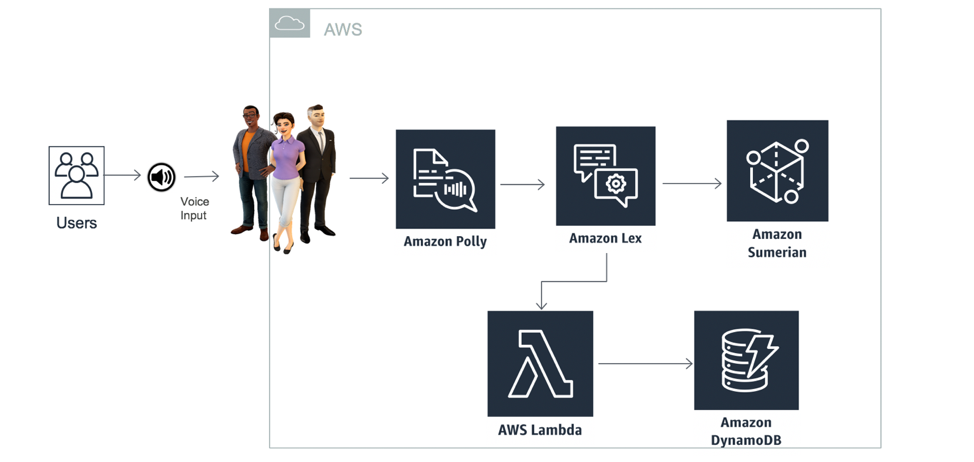 AWS
Users
Voice
Input
Amazon Polly
Amazon Lex
Amazon
Sumerian
AWS Lambda
Amazon
DynamoDB